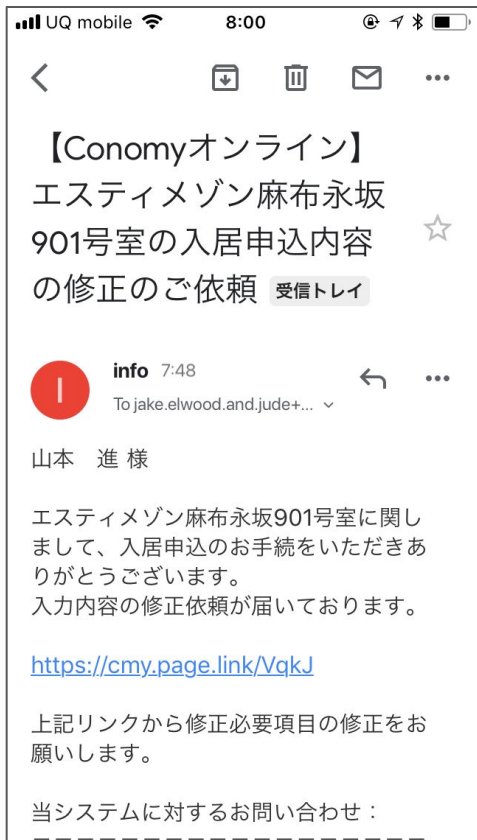 UQ mobile 8:00
【Conomyオンライン】
エスティメゾン麻布永坂
901号室の入居申込内容
の修正のご依頼 受信トレイ
I
info 7:48
To jake.elwood.and.jude+...
山本　進 様
エスティメゾン麻布永坂901号室に関し
まして、入居申込のお手続をいただきあ
りがとうございます。
入力内容の修正依頼が届いております。
https://cmy.page.link/VqkJ
上記リンクから修正必要項目の修正をお
願いします。
当システムに対するお問い合わせ：